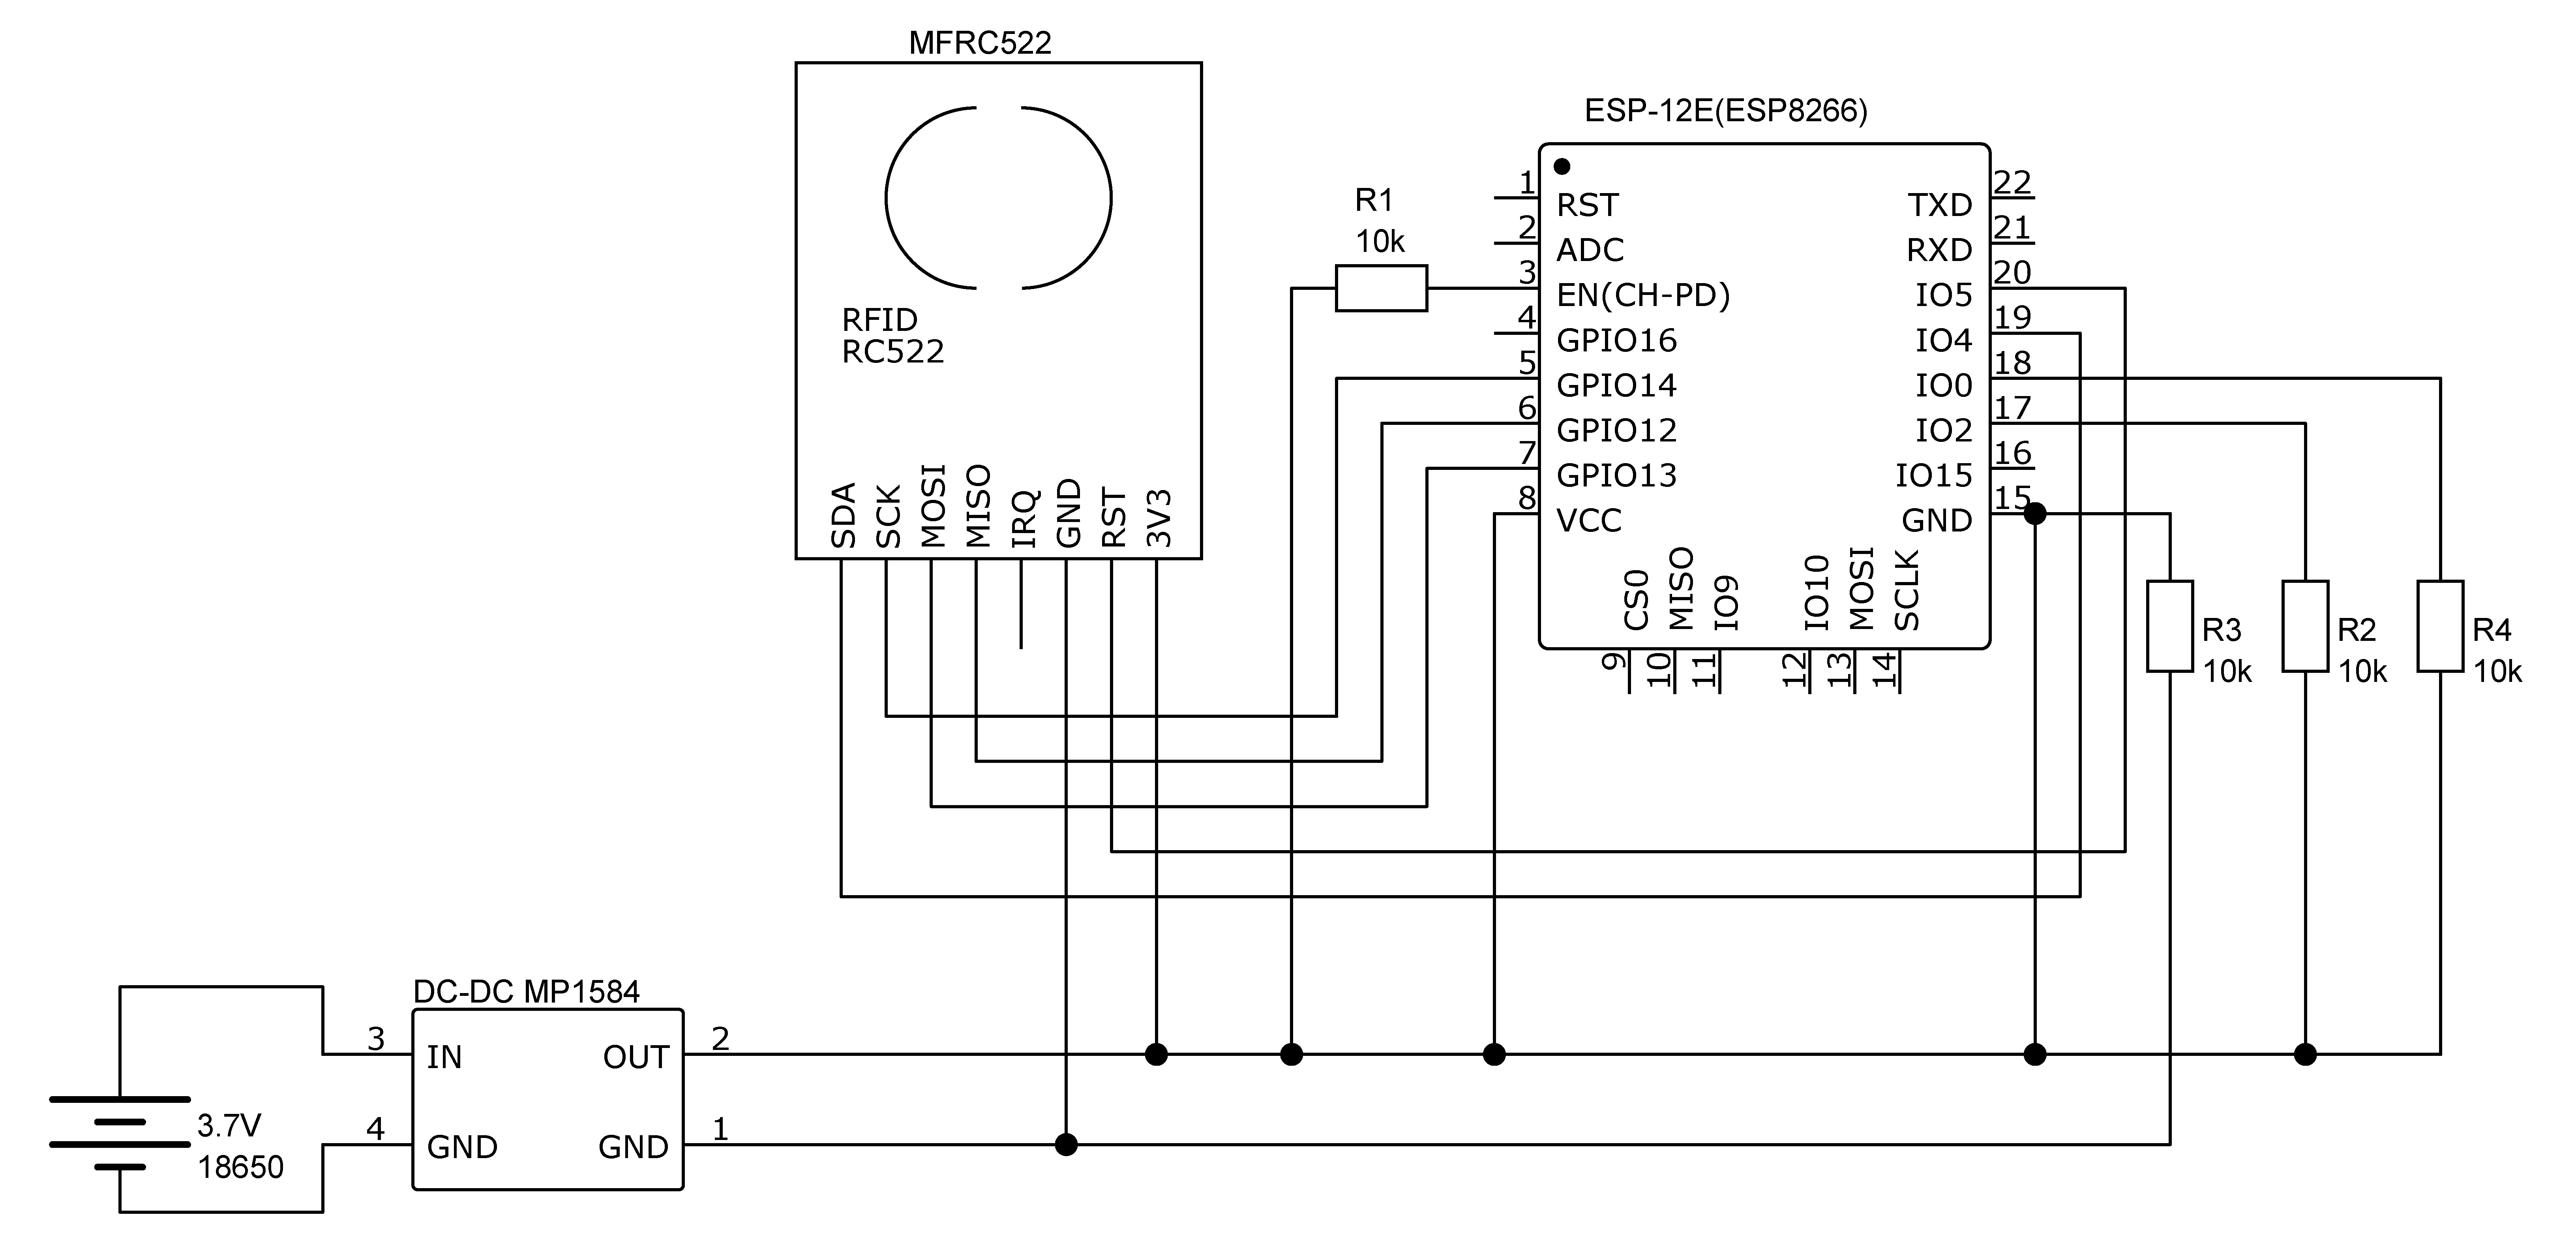 MFRC522
RFID
RC522
SDA
SCK
MOSI
MISO
IRQ
GND
RST
3V3
R1
10k
ESP-12E(ESP8266)
1 RST
2 ADC
3 EN(CH-PD)
4 GPIO16
5 GPIO14
6 GPIO12
7 GPIO13
8 VCC
TXD 22
RXD 21
IO5 20
IO4 19
IO0 18
IO2 17
IO15 16
GND 15
CS0
MISO
IO9
IO10
MOSI
SCLK
9
10
11
12
13
14
R3
10k
R2
10k
R4
10k
DC-DC MP1584
3 IN OUT 2
4 GND GND 1
3.7V
18650